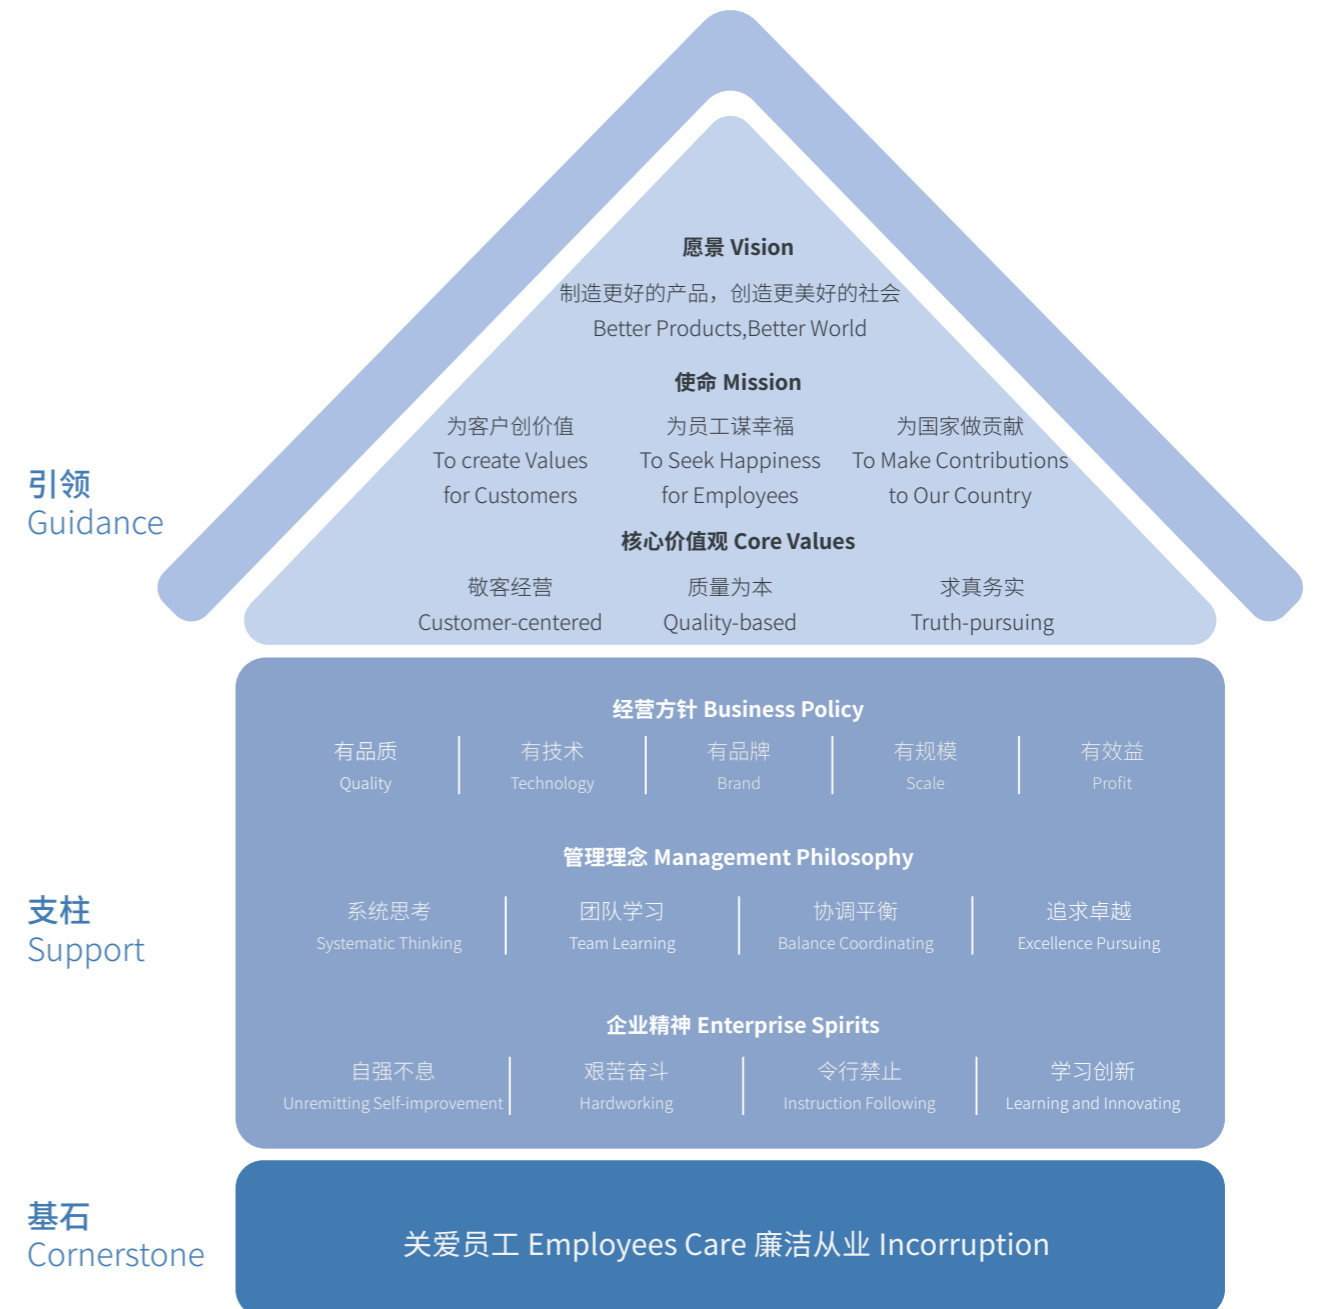 愿景 Vision
制造更好的产品，创造更美好的社会
Better Products,Better World
使命 Mission
为客户创价值 为员工谋幸福 为国家做贡献
To create Values To Seek Happiness To Make Contributions
for Customers for Employees to Our Country
引领
Guidance
核心价值观 Core Values
敬客经营 质量为本 求真务实
Customer-centered Quality-based Truth-pursuing
经营方针 Business Policy
有品质 有技术 有品牌 有规模 有效益
Quality Technology Brand Scale Profit
管理理念 Management Philosophy
支柱
Support
系统思考 团队学习 协调平衡 追求卓越
Systematic Thinking Team Learning Balance Coordinating Excellence Pursuing
企业精神 Enterprise Spirits
自强不息 艰苦奋斗 令行禁止 学习创新
Unremitting Self-improvement Hardworking Instruction Following Learning and Innovating
基石
Cornerstone
关爱员工 Employees Care 廉洁从业 Incorruption